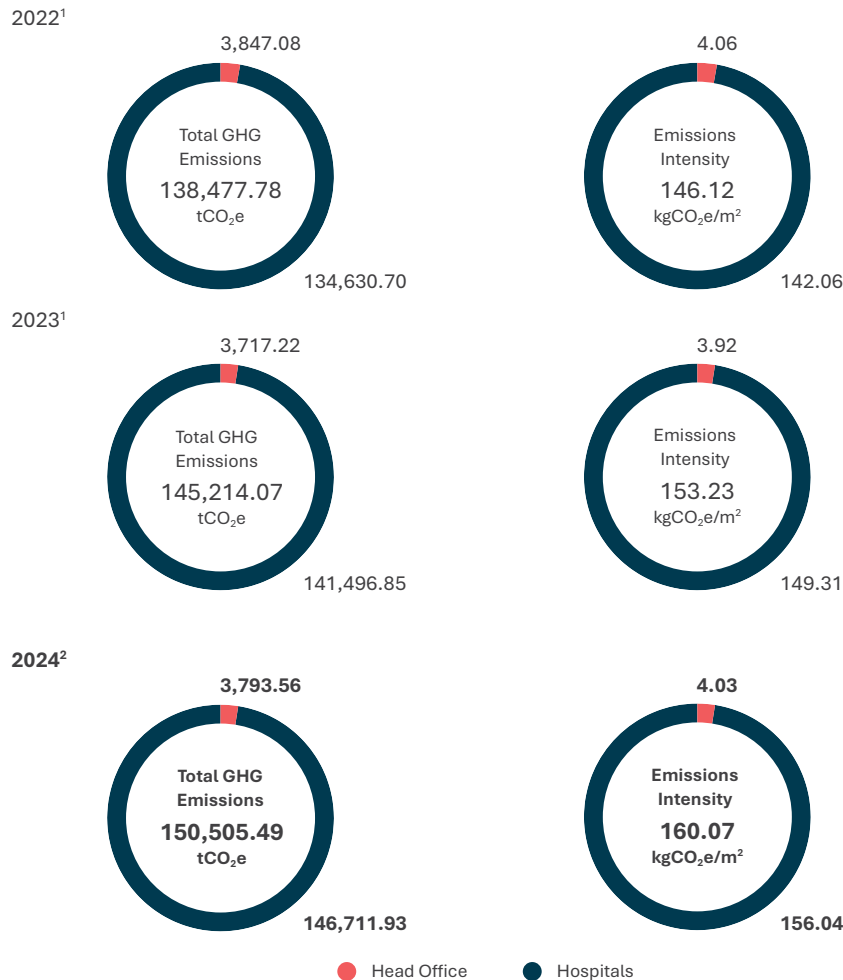 2022¹
3,847.08
Total GHG
Emissions
138,477.78
tCO₂e
134,630.70
4.06
Emissions
Intensity
146.12
kgCO₂e/m²
142.06
2023¹
3,717.22
Total GHG
Emissions
145,214.07
tCO₂e
141,496.85
3.92
Emissions
Intensity
153.23
kgCO₂e/m²
149.31
2024²
3,793.56
Total GHG
Emissions
150,505.49
tCO₂e
146,711.93
4.03
Emissions
Intensity
160.07
kgCO₂e/m²
156.04
Head Office
Hospitals